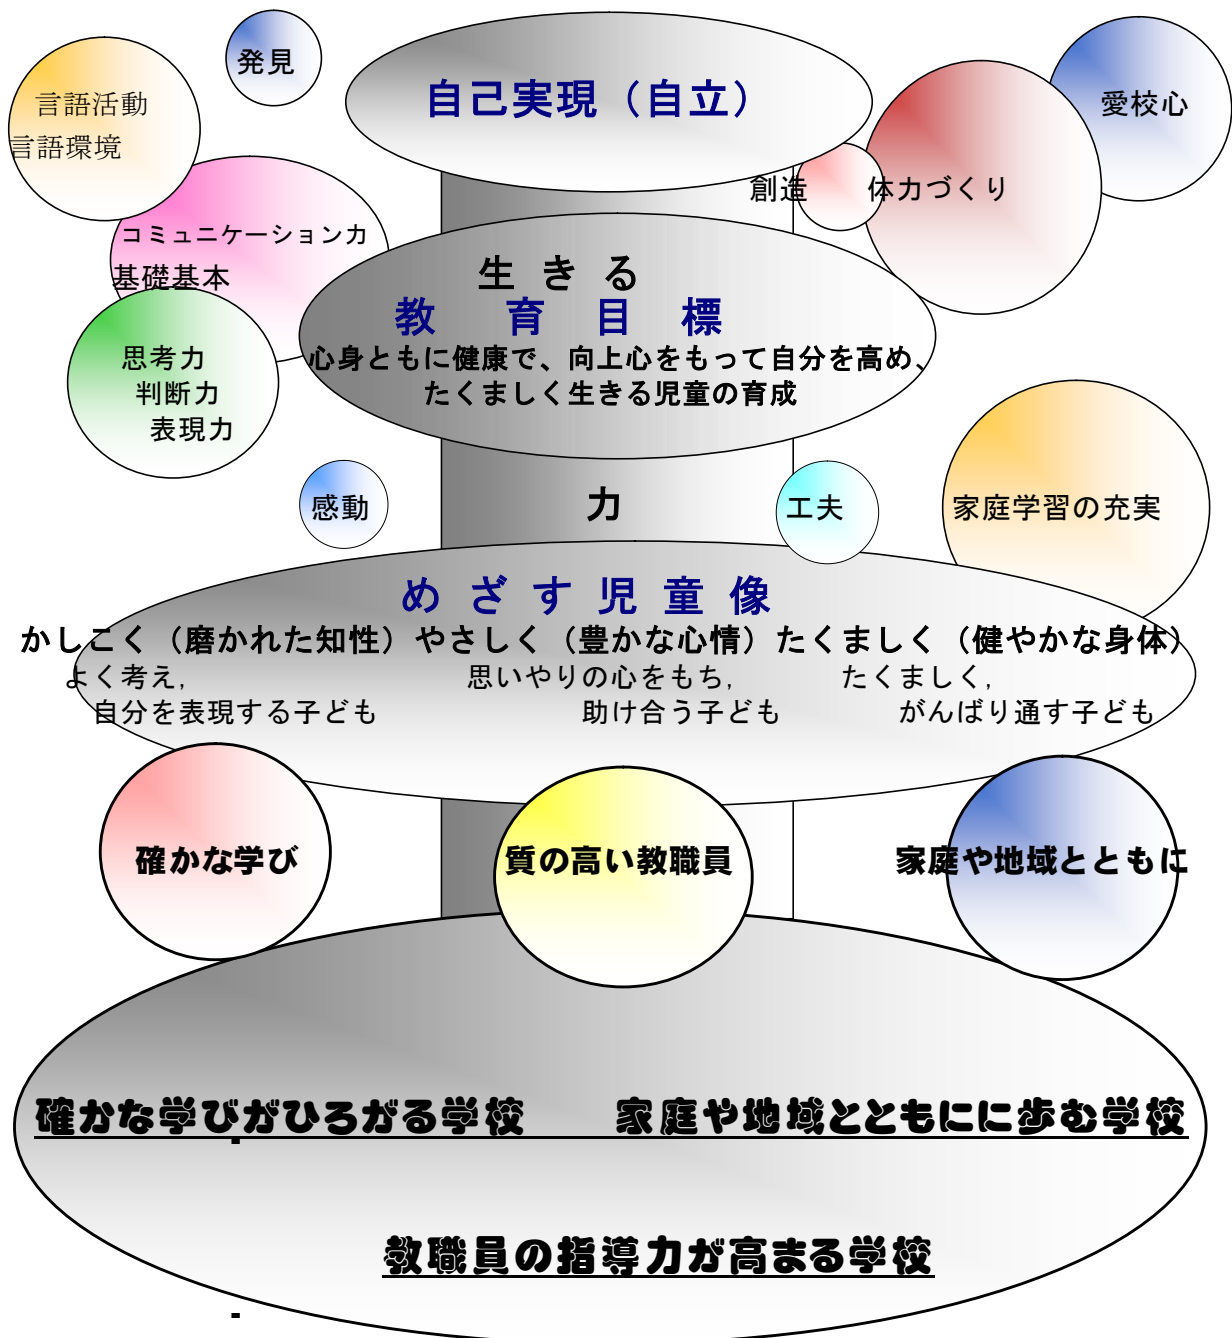 発見
自己実現（自立）
言語活動
言語環境
愛校心
創造
体力づくり
コミュニケーション力
基礎基本
生きる
教育目標
心身ともに健康で、向上心をもって自分を高め、
たくましく生きる児童の育成
思考力
判断力
表現力
感動
力
工夫
家庭学習の充実
めざす児童像
かしこく（磨かれた知性）やさしく（豊かな心情）たくましく（健やかな身体）
よく考え,
自分を表現する子ども
思いやりの心をもち,
助け合う子ども
たくましく,
がんばり通す子ども
確かな学び
質の高い教職員
家庭や地域とともに
確かな学びがひろがる学校
家庭や地域とともにに歩む学校
教職員の指導力が高まる学校